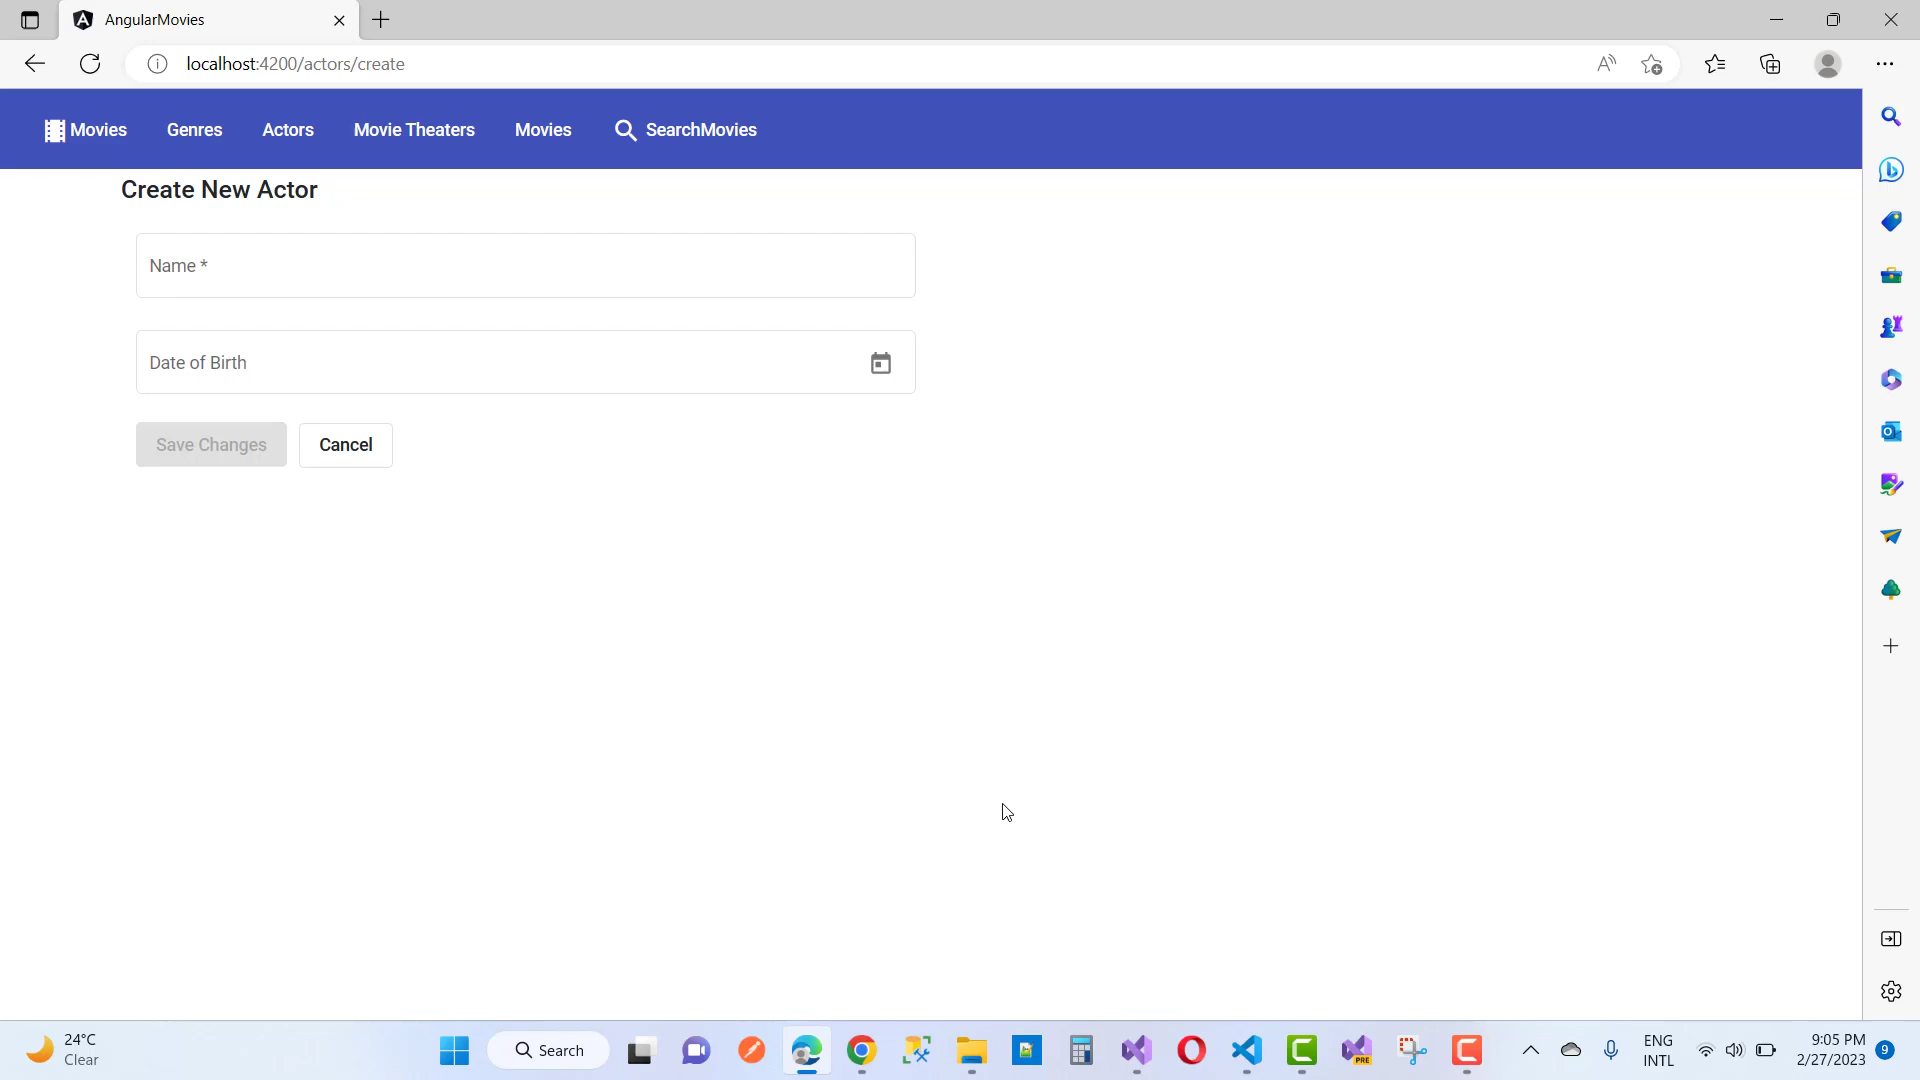 AngularMovies
localhost:4200/actors/create
Movies Genres Actors Movie Theaters Movies SearchMovies
Create New Actor
Name *
Date of Birth
Save Changes Cancel
24°C
Clear
Search
PRE
ENG
INTL
9:05 PM
2/27/2023
9